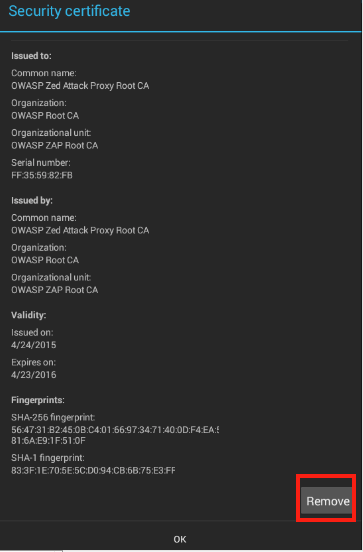 Security certificate
Issued to:
Common name:
OWASP Zed Attack Proxy Root CA
Organization:
OWASP Root CA
Organizational unit:
OWASP ZAP Root CA
Serial number:
FF:35:59:82:FB
Issued by:
Common name:
OWASP Zed Attack Proxy Root CA
Organization:
OWASP Root CA
Organizational unit:
OWASP ZAP Root CA
Validity:
Issued on:
4/24/2015
Expires on:
4/23/2016
Fingerprints:
SHA-256 fingerprint:
56:47:31:B2:45:0B:C4:01:66:97:34:71:40:0D:F4:EA:
81:6A:E9:1F:51:0F
SHA-1 fingerprint:
83:3F:1E:70:5E:5C:D0:94:CB:6B:75:E3:FF
Remove
OK